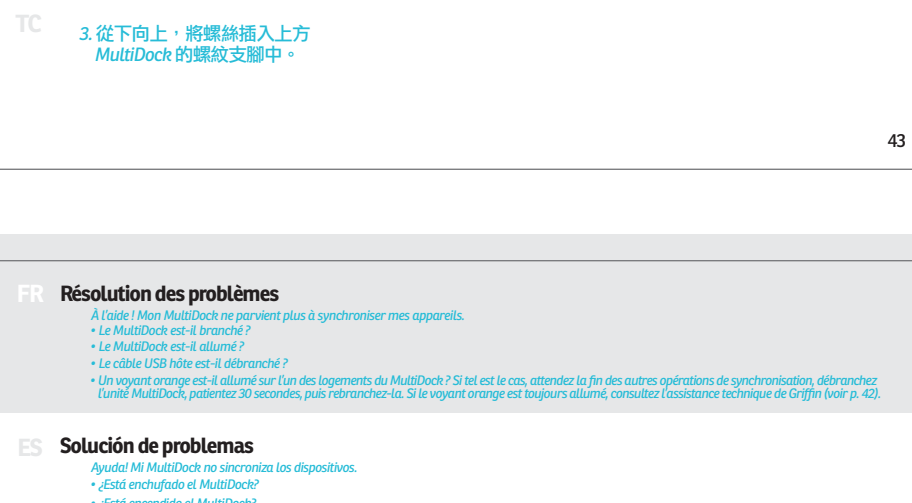 TC
3. 從下向上，將螺絲插入上方
MultiDock 的螺紋支腳中。
43
FR Résolution des problèmes
À l'aide ! Mon MultiDock ne parvient plus à synchroniser mes appareils.
• Le MultiDock est-il branché ?
• Le MultiDock est-il allumé ?
• Le câble USB hôte est-il débranché ?
• Un voyant orange est-il allumé sur l'un des logements du MultiDock ? Si tel est le cas, attendez la fin des autres opérations de synchronisation, débranchez
l'unité MultiDock, patientez 30 secondes, puis rebranchez-la. Si le voyant orange est toujours allumé, consultez l'assistance technique de Griffin (voir p. 42).
ES Solución de problemas
Ayuda! Mi MultiDock no sincroniza los dispositivos.
• ¿Está enchufado el MultiDock?
• ¿Está encendido el MultiDock?